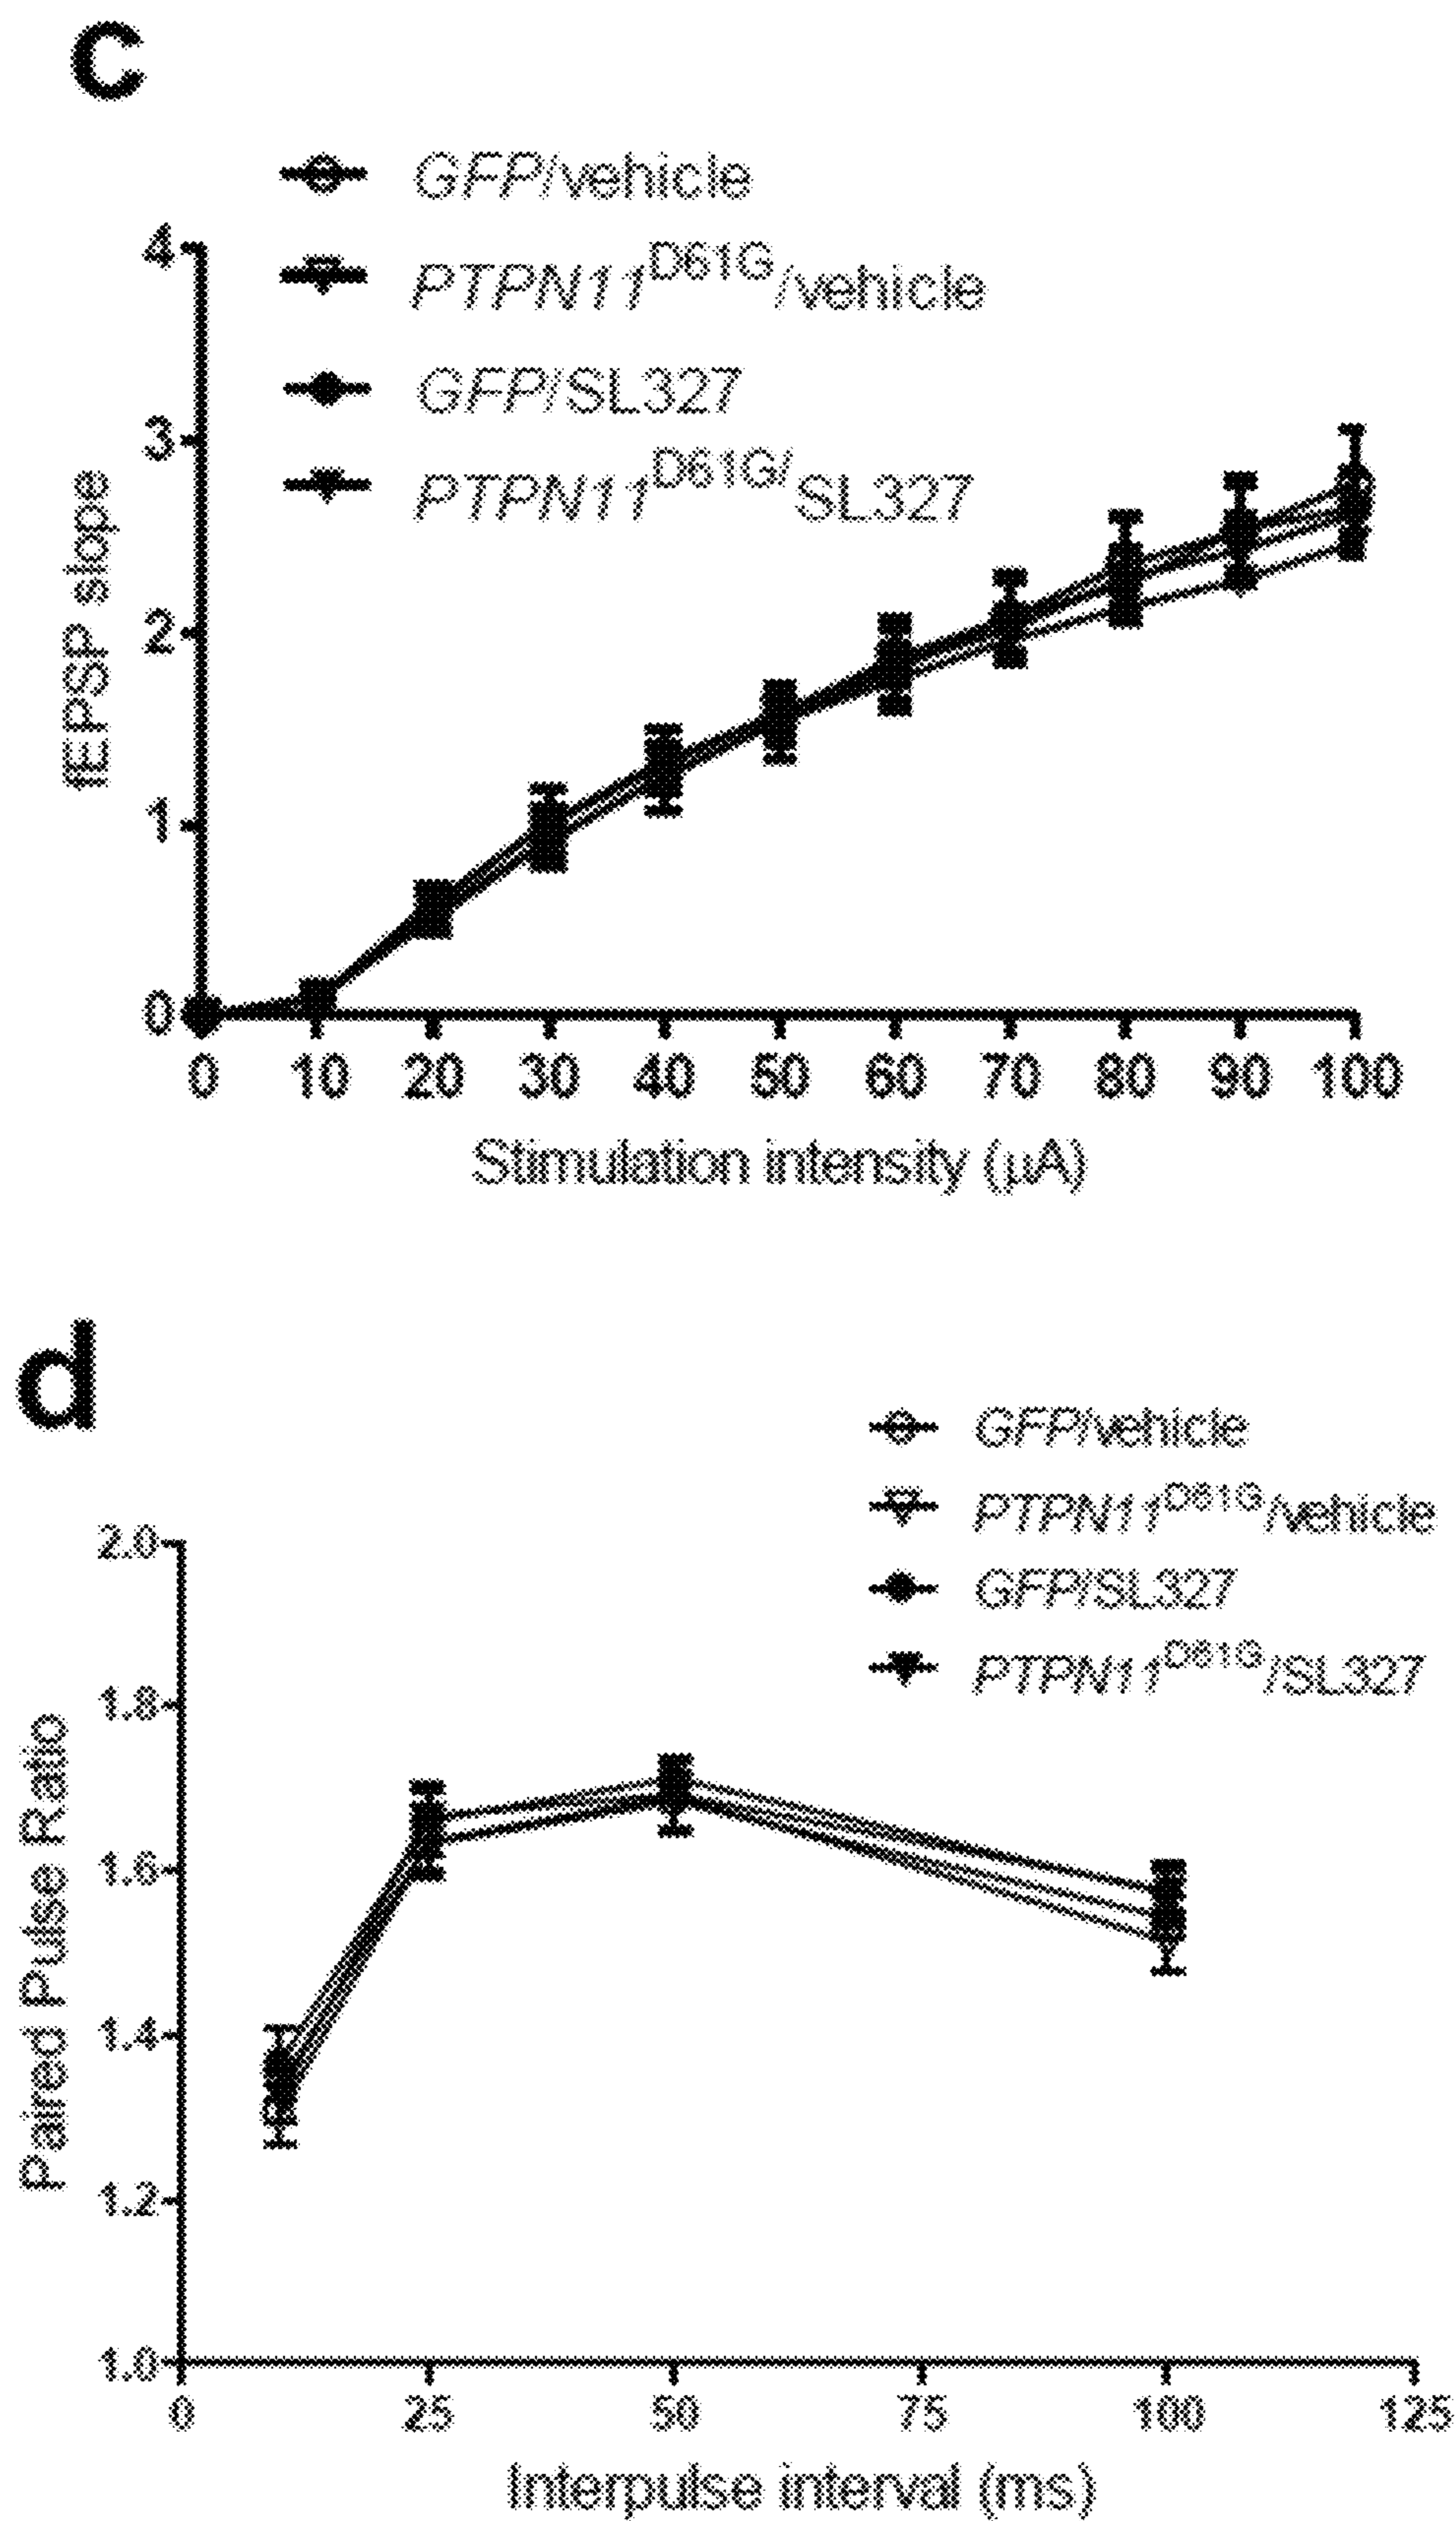 c
GFP/vehicle
PTPN11D61G/vehicle
GFP/SL327
PTPN11D61G/SL327
4
3
2
1
0
fEPSP slope
0 10 20 30 40 50 60 70 80 90 100
Stimulation intensity (μA)
d
GFP/vehicle
PTPN11D61G/vehicle
GFP/SL327
PTPN11D61G/SL327
2.0
1.8
1.6
1.4
1.2
1.0
Paired Pulse Ratio
0 25 50 75 100 125
Interpulse interval (ms)